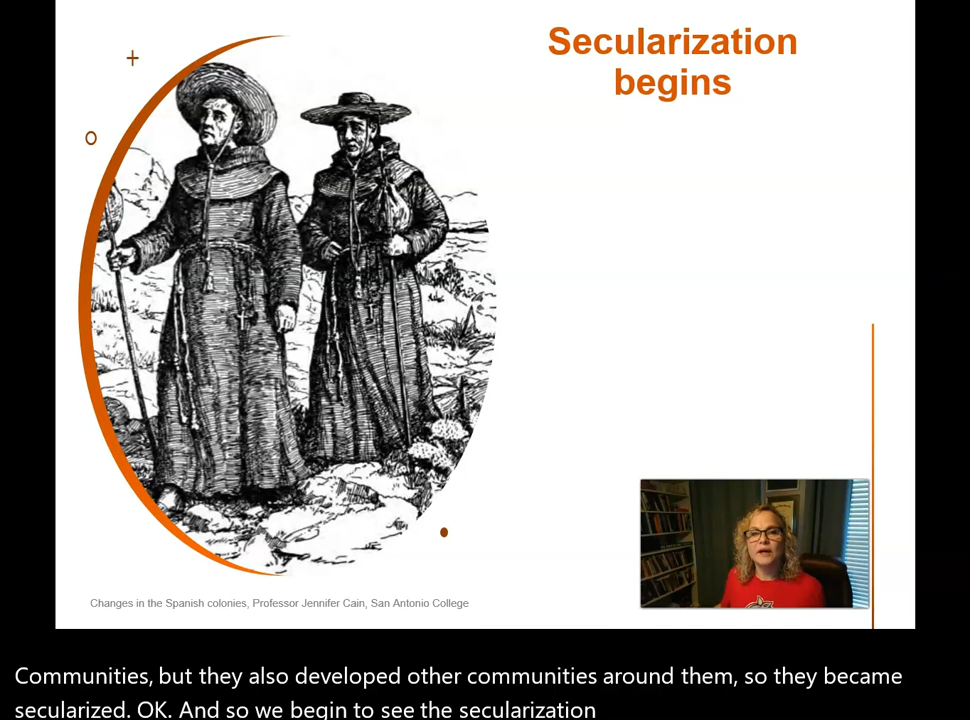 Secularization
begins
Changes in the Spanish colonies, Professor Jennifer Cain, San Antonio College
Communities, but they also developed other communities around them, so they became
secularized. OK. And so we begin to see the secularization